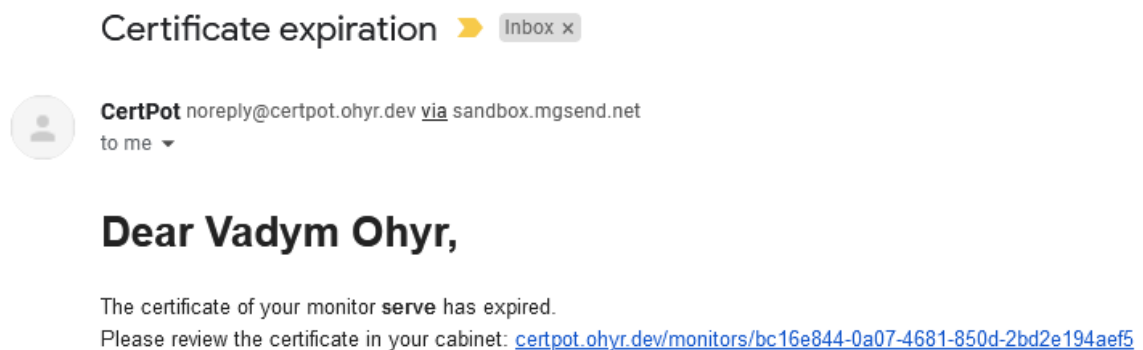 Certificate expiration Inbox ×
CertPot noreply@certpot.ohyr.dev via sandbox.mgsend.net
to me
Dear Vadym Ohyr,
The certificate of your monitor serve has expired.
Please review the certificate in your cabinet: certpot.ohyr.dev/monitors/bc16e844-0a07-4681-850d-2bd2e194aef5